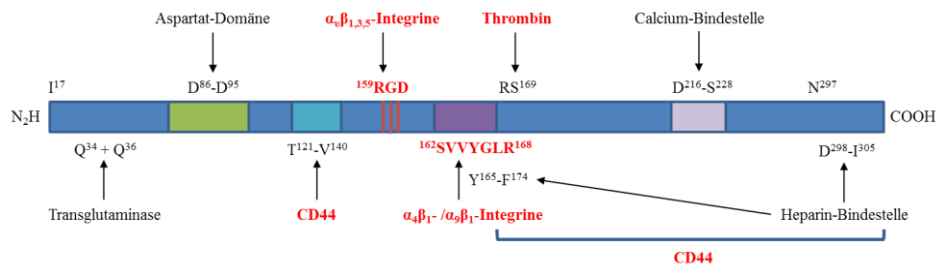 Aspartat-Domäne αᵥβ₁,₃,₅-Integrine Thrombin Calcium-Bindestelle
I¹⁷ D⁸⁶-D⁹⁵ ¹⁵⁹RGD RS¹⁶⁹ D²¹⁶-S²²⁸ N²⁹⁷
N₂H COOH
Q³⁴ + Q³⁶ T¹²¹-V¹⁴⁰ ¹⁶²SVVYGLR¹⁶⁸ D²⁹⁸-I³⁰⁵
Y¹⁶⁵-F¹⁷⁴
Transglutaminase CD44 α₄β₁- /α₉β₁-Integrine Heparin-Bindestelle
CD44